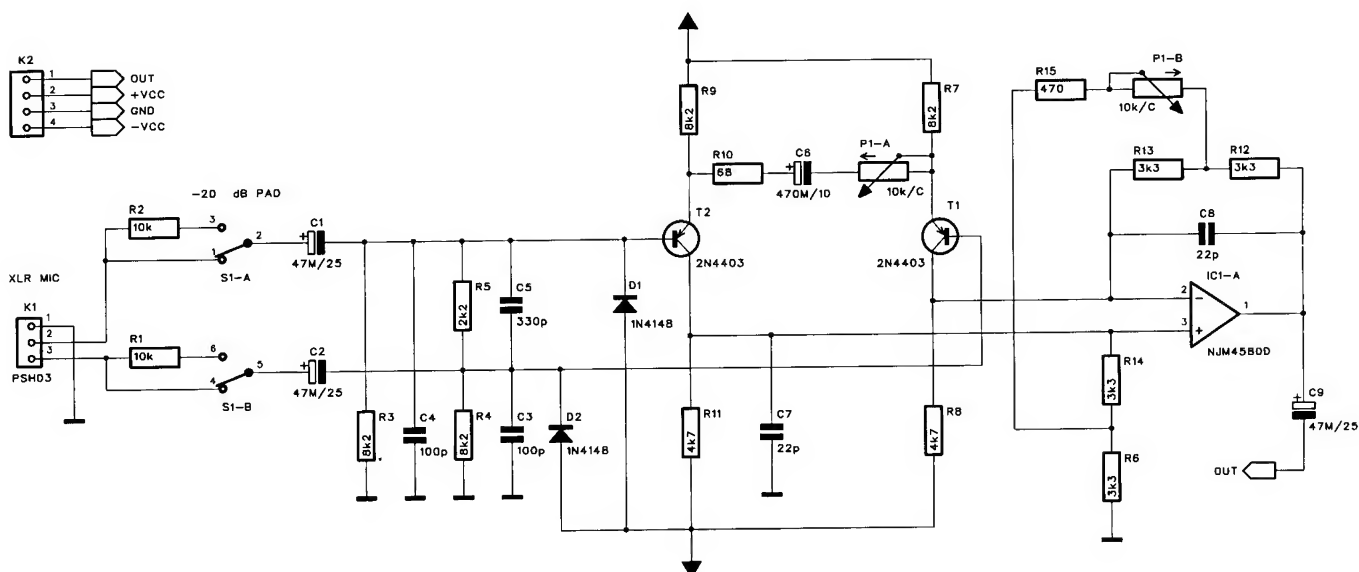 K2
1 OUT
2 +VCC
3 GND
4 -VCC
R9
8k2
R7
8k2
R15
470
P1-B
10k/C
R13
3k3
R12
3k3
R10
68
C6
+
470M/10
P1-A
10k/C
-20 dB PAD
R2
10k
3
2
1
S1-A
C1
+
47M/25
T2
2N4403
T1
2N4403
C8
22p
IC1-A
2 -
3 +
1
NJM4580D
XLR MIC
K1
1
2
3
PSH03
R1
10k
6
5
4
S1-B
C2
+
47M/25
R5
2k2
C5
330p
D1
1N4148
R3
8k2
C4
100p
R4
8k2
C3
100p
D2
1N4148
R11
4k7
C7
22p
R8
4k7
R14
3k3
R6
3k3
C9
+
47M/25
OUT